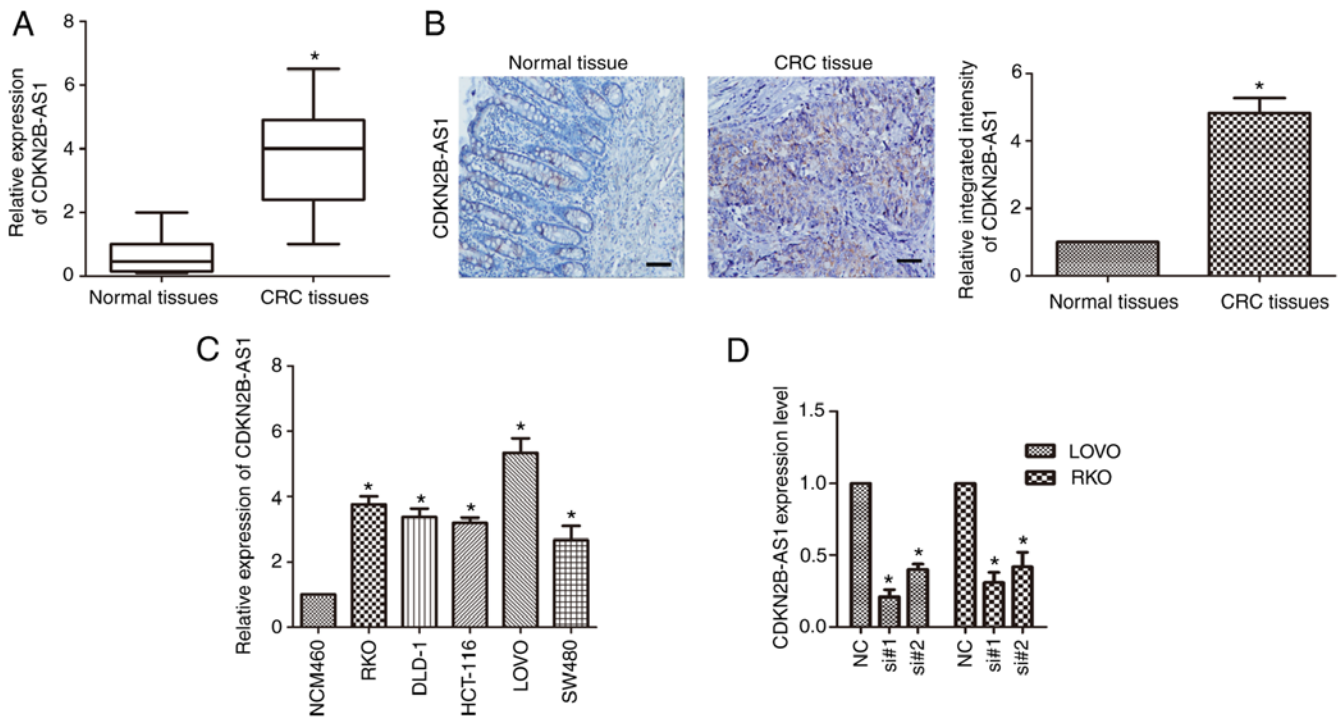 A
Relative expression
of CDKN2B-AS1
8
6
4
2
0
*
Normal tissues
CRC tissues
B
Normal tissue
CRC tissue
CDKN2B-AS1
Relative integrated intensity
of CDKN2B-AS1
6
4
2
0
*
Normal tissues
CRC tissues
C
Relative expression of CDKN2B-AS1
8
6
4
2
0
*
*
*
*
*
NCM460
RKO
DLD-1
HCT-116
LOVO
SW480
D
CDKN2B-AS1 expression level
1.5
1.0
0.5
0.0
*
*
*
*
NC
si#1
si#2
NC
si#1
si#2
LOVO
RKO